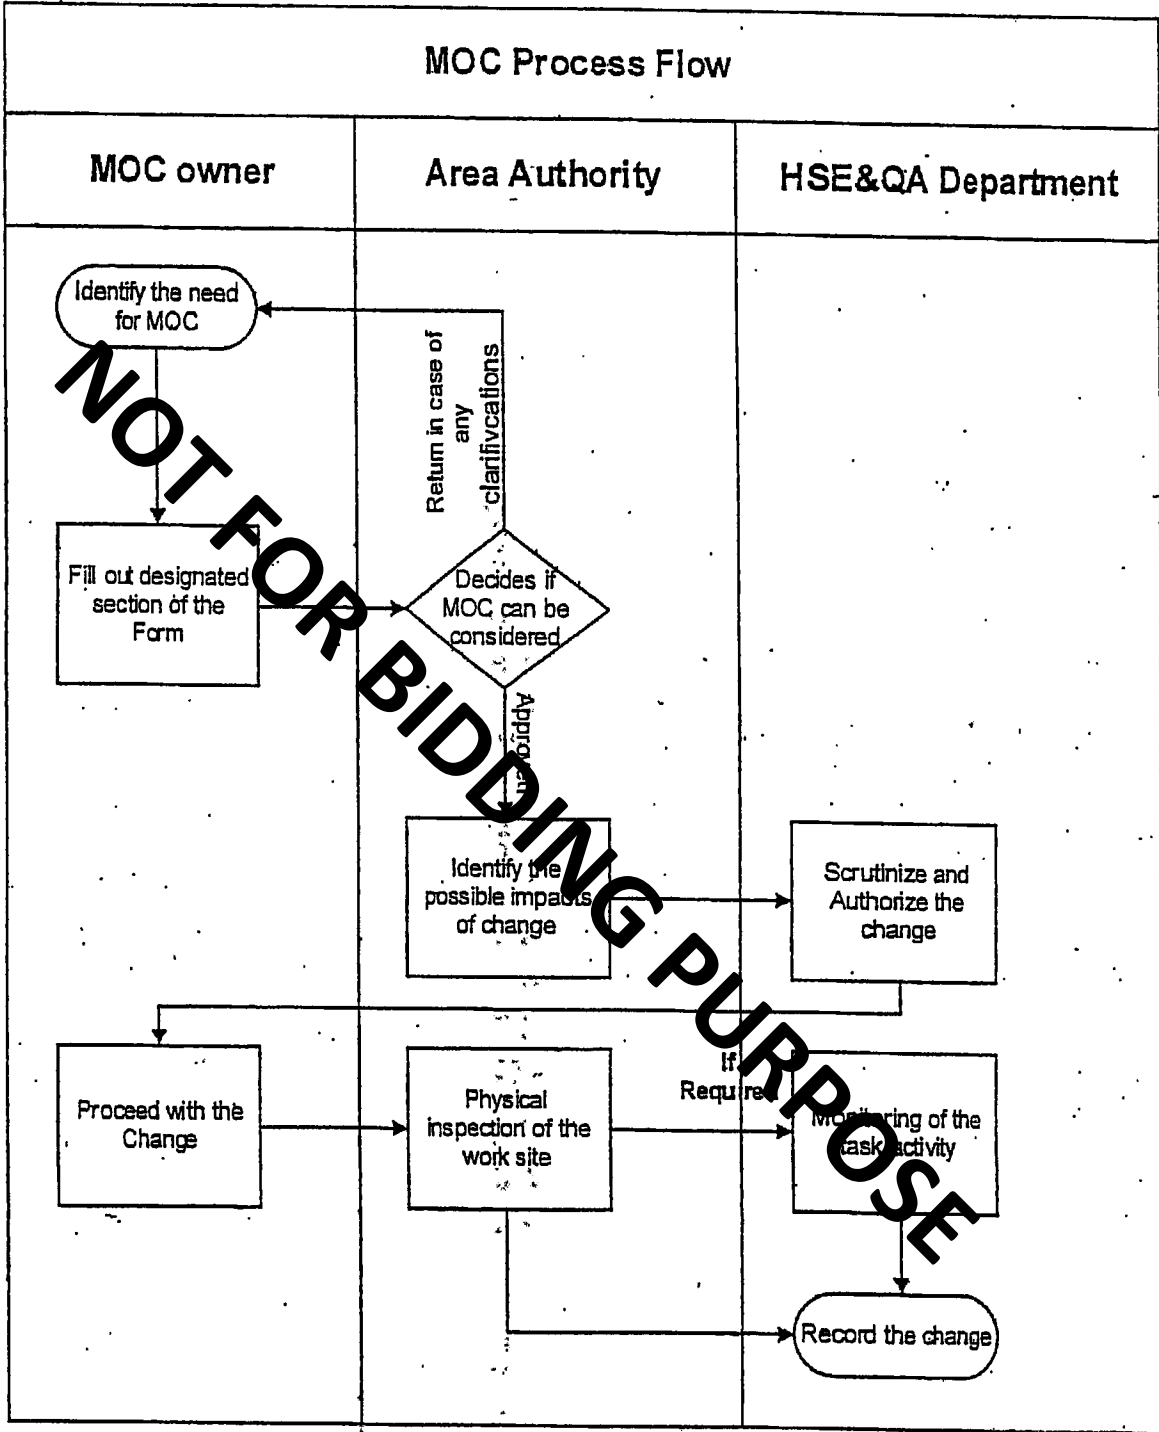 MOC Process Flow
MOC owner
Area Authority
HSE&QA Department
Identify the need
for MOC
Return in case of
any
clarifivcations
Fill out designated
section of the
Form
Decides if
MOC can be
considered
Approved
Identify the
possible impacts
of change
Scrutinize and
Authorize the
change
Proceed with the
Change
Physical
inspection of the
work site
If
Required
Monitoring of the
task activity
Record the change
NOT FOR BIDDING PURPOSE